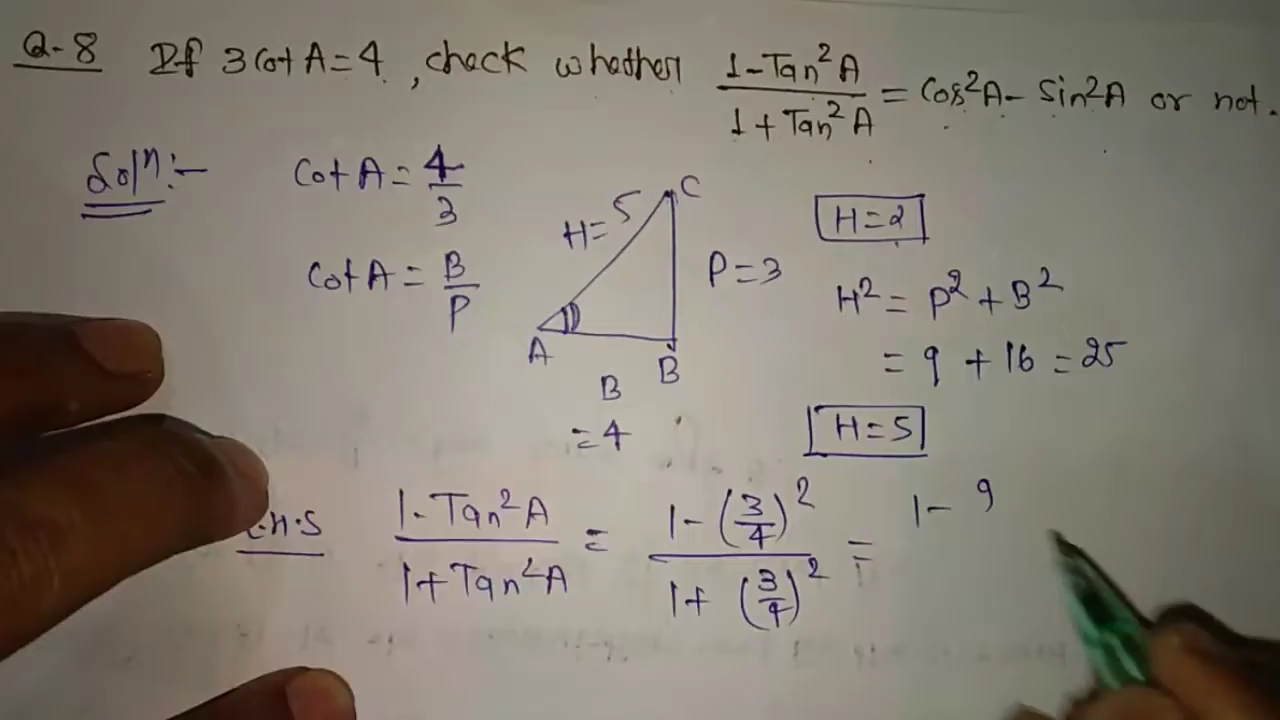 Q-8 If 3 Cot A = 4 , check whether (1 - Tan²A)/(1 + Tan²A) = Cos²A - Sin²A or not.
Solⁿ:- Cot A = 4/3
Cot A = B/P
C
H = 5
P = 3
A
B
B
= 4
H = 2
H² = P² + B²
= 9 + 16 = 25
H = 5
.H.S (1 - Tan²A)/(1 + Tan²A) = (1 - (3/4)²)/(1 + (3/4)²) = 1 - 9